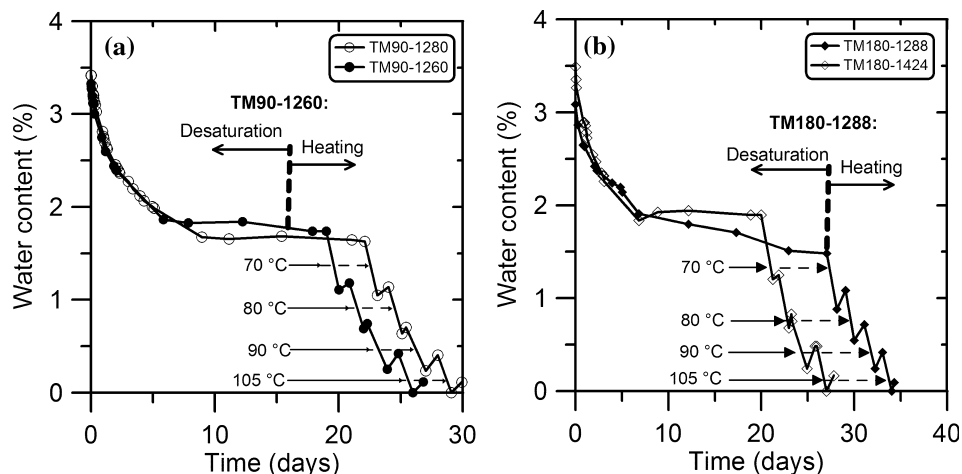 (a)
TM90-1280
TM90-1260
TM90-1260:
Desaturation
Heating
70 °C
80 °C
90 °C
105 °C
Water content (%)
4
3
2
1
0
0 10 20 30
Time (days)
(b)
TM180-1288
TM180-1424
TM180-1288:
Desaturation
Heating
70 °C
80 °C
90 °C
105 °C
Water content (%)
4
3
2
1
0
0 10 20 30 40
Time (days)